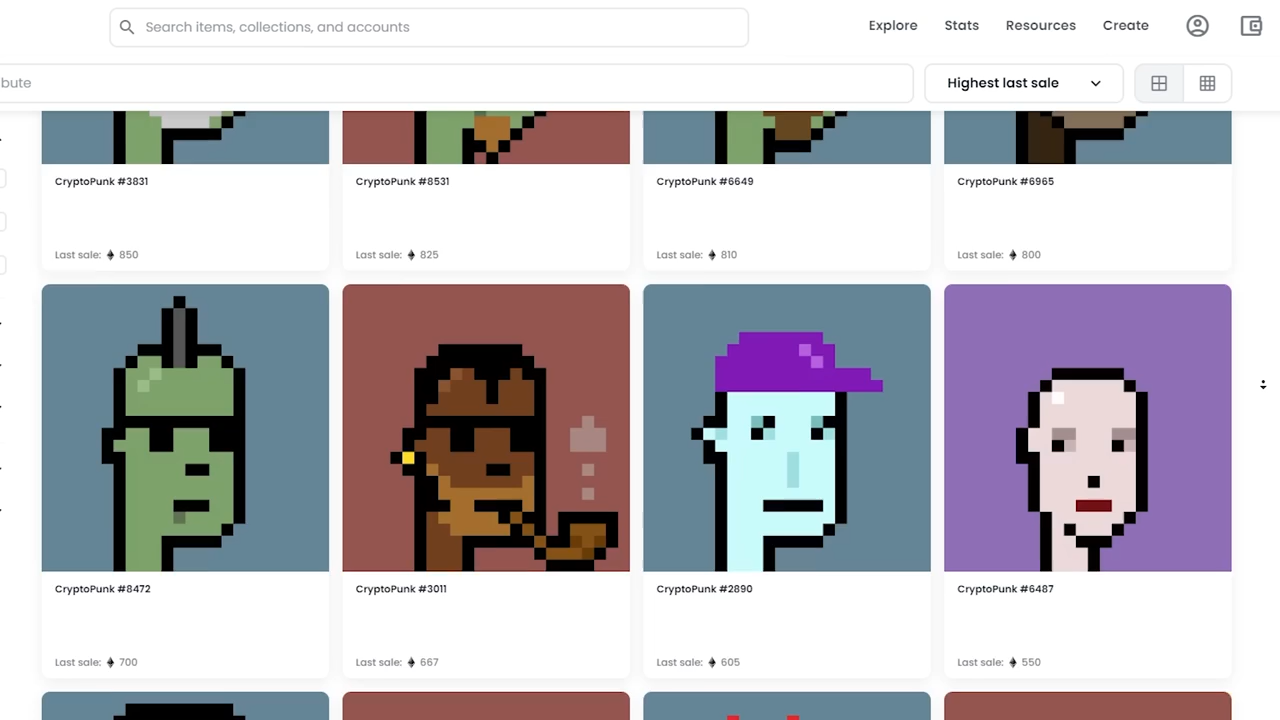 Search items, collections, and accounts
Explore
Stats
Resources
Create
bute
Highest last sale
CryptoPunk #3831
CryptoPunk #8531
CryptoPunk #6649
CryptoPunk #6965
Last sale: 850
Last sale: 825
Last sale: 810
Last sale: 800
CryptoPunk #8472
CryptoPunk #3011
CryptoPunk #2890
CryptoPunk #6487
Last sale: 700
Last sale: 667
Last sale: 605
Last sale: 550